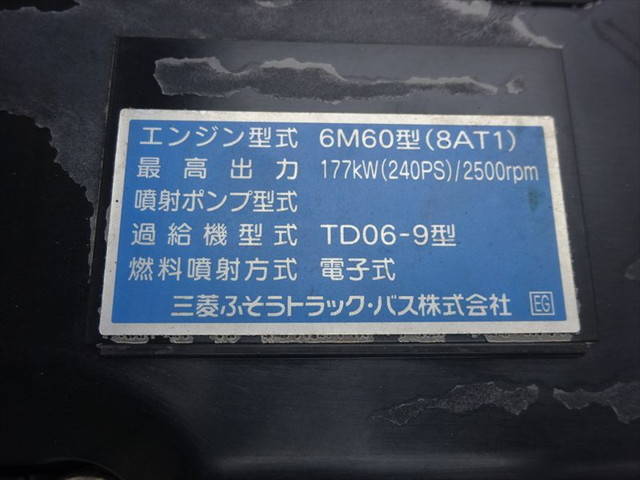 エンジン型式 6M60型(8AT1)
最高出力 177kW(240PS)/2500rpm
噴射ポンプ型式
過給機型式 TD06-9型
燃料噴射方式 電子式
三菱ふそうトラック・バス株式会社 EG